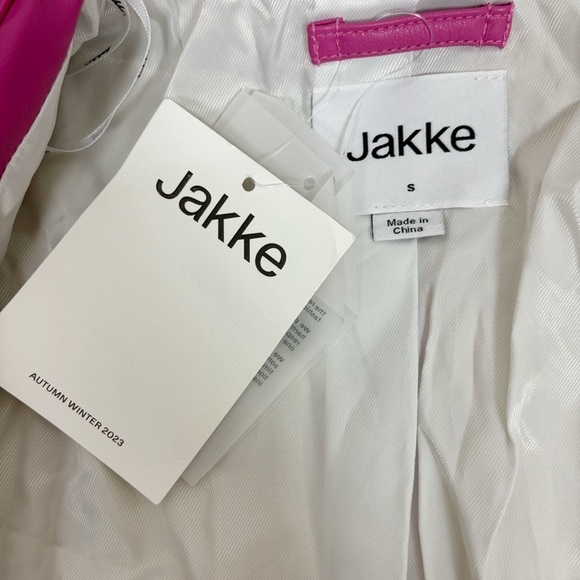 Jakke
S
Made in
China
Jakke
AUTUMN WINTER 2023